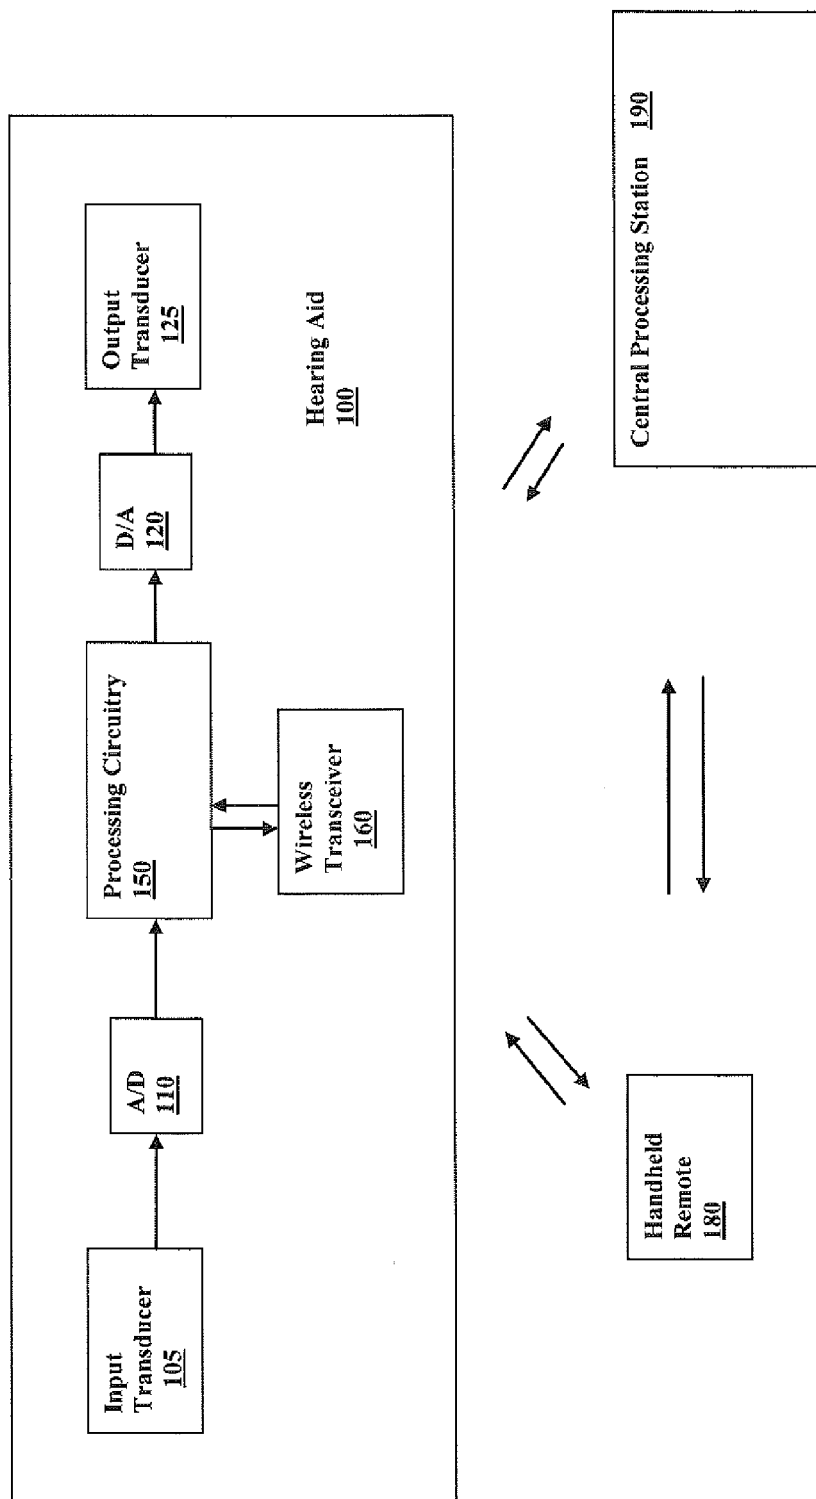 Input
Transducer
105
A/D
110
Processing Circuitry
150
D/A
120
Output
Transducer
125
Wireless
Transceiver
160
Hearing Aid
100
Handheld
Remote
180
Central Processing Station 190